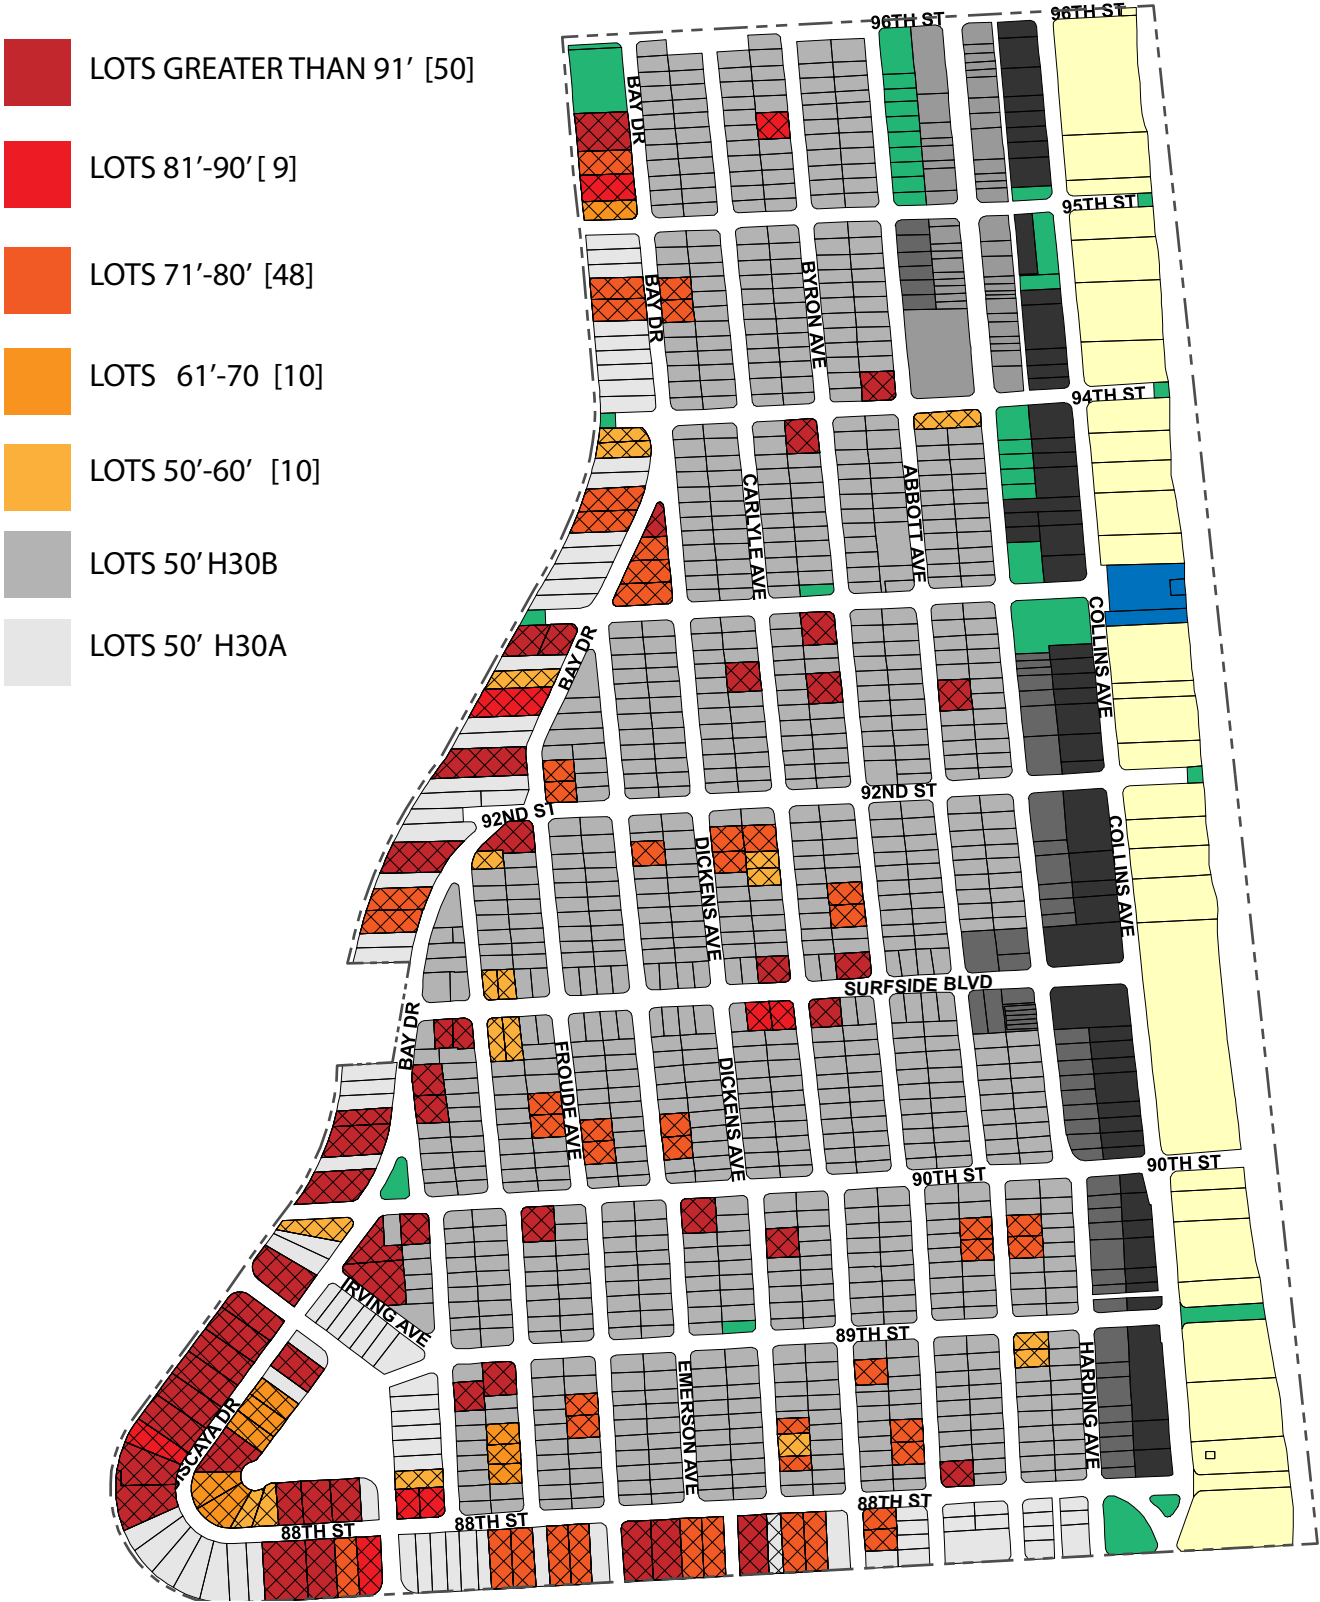 LOTS GREATER THAN 91' [50]
LOTS 81'-90' [ 9]
LOTS 71'-80' [48]
LOTS 61'-70 [10]
LOTS 50'-60' [10]
LOTS 50' H30B
LOTS 50' H30A
96TH ST
96TH ST
BAY DR
95TH ST
BAY DR
BYRON AVE
94TH ST
CARLYLE AVE
ABBOTT AVE
BAY DR
COLLINS AVE
92ND ST
92ND ST
DICKENS AVE
COLLINS AVE
SURFSIDE BLVD
BAY DR
FROUDE AVE
DICKENS AVE
90TH ST
90TH ST
IRVING AVE
89TH ST
EMERSON AVE
HARDING AVE
BISCAYA DR
88TH ST
88TH ST
88TH ST